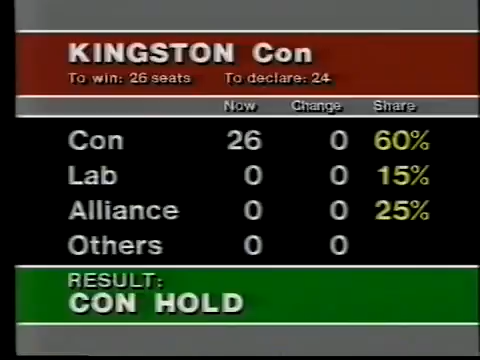 KINGSTON Con
To win: 26 seats To declare: 24
Now Change Share
Con 26 0 60%
Lab 0 0 15%
Alliance 0 0 25%
Others 0 0
RESULT:
CON HOLD